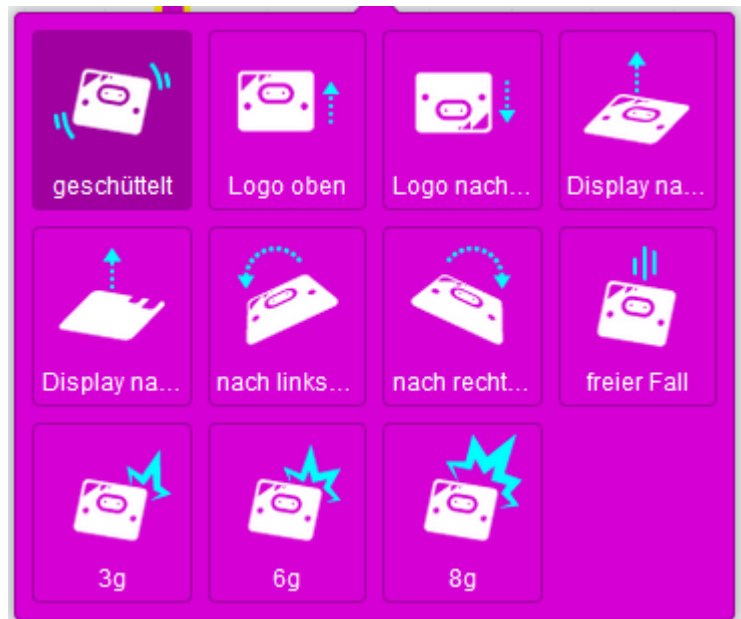 geschüttelt
Logo oben
Logo nach...
Display na...
Display na...
nach links...
nach recht...
freier Fall
3g
6g
8g